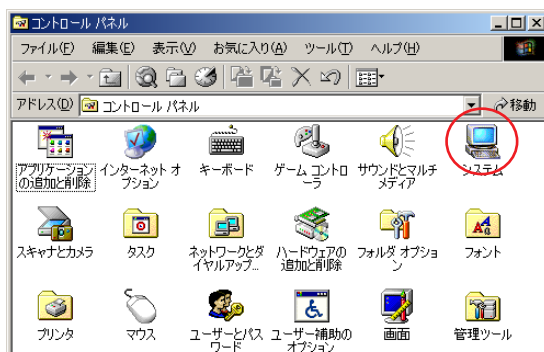 コントロール パネル
ファイル(F) 編集(E) 表示(V) お気に入り(A) ツール(T) ヘルプ(H)
アドレス(D) コントロール パネル 移動
アプリケーション
の追加と削除
インターネット オ
プション
キーボード
ゲーム コントロ
ーラ
サウンドとマルチ
メディア
システム
スキャナとカメラ
タスク
ネットワークとダ
イヤルアップ...
ハードウェアの
追加と削除
フォルダ オプショ
ン
フォント
プリンタ
マウス
ユーザーとパス
ワード
ユーザー補助の
オプション
画面
管理ツール